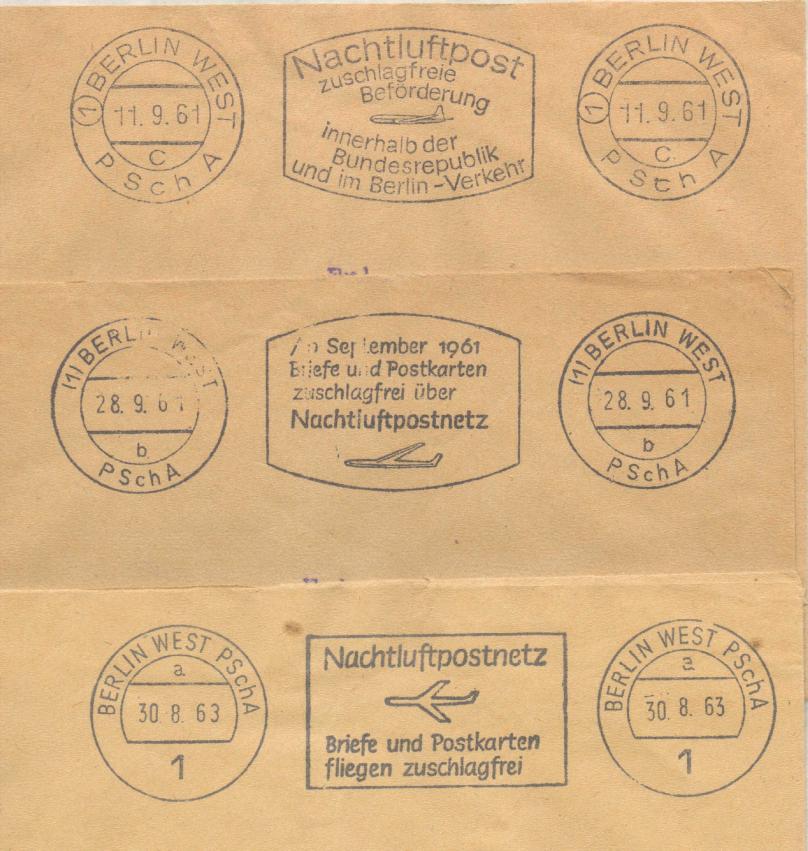 (1) BERLIN WEST
11. 9. 61
C
PSchA
Nachtluftpost
zuschlagfreie
Beförderung
innerhalb der
Bundesrepublik
und im Berlin-Verkehr
(1) BERLIN WEST
11. 9. 61
C
PSchA
(1) BERLIN WEST
28. 9. 61
b
PSchA
Ab September 1961
Briefe und Postkarten
zuschlagfrei über
Nachtluftpostnetz
(1) BERLIN WEST
28. 9. 61
b
PSchA
BERLIN WEST PSchA
a
30. 8. 63
1
Nachtluftpostnetz
Briefe und Postkarten
fliegen zuschlagfrei
BERLIN WEST PSchA
a
30. 8. 63
1